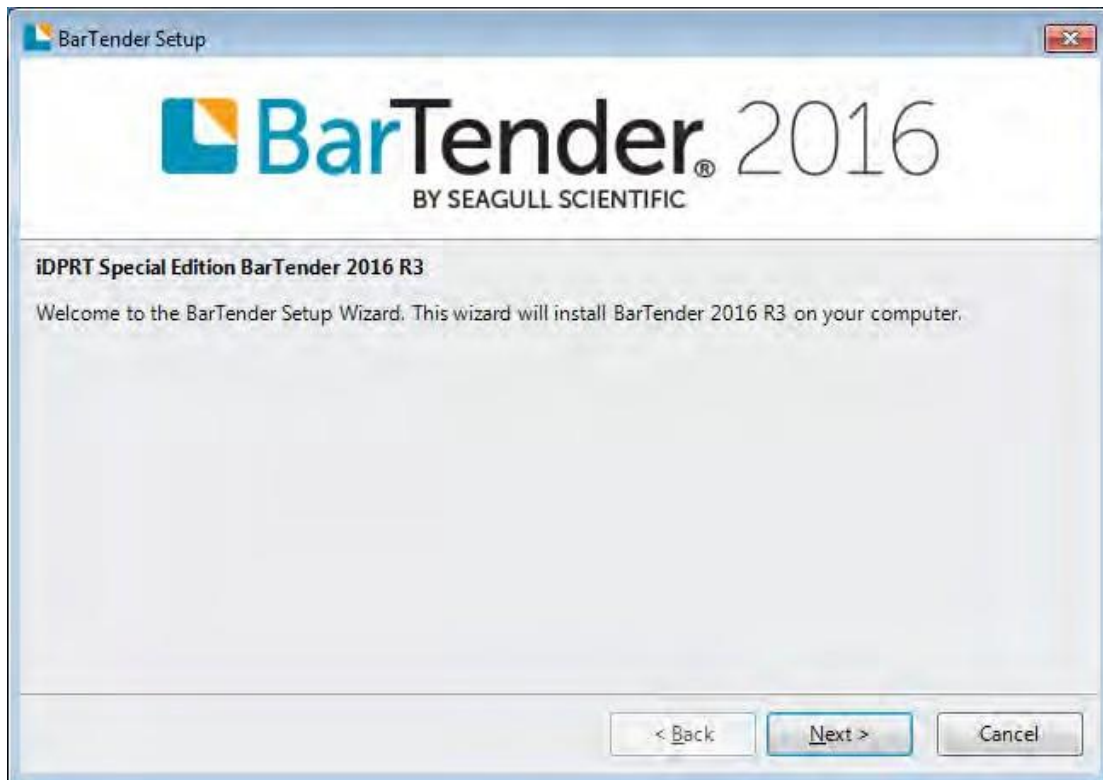 BarTender Setup
BarTender® 2016
BY SEAGULL SCIENTIFIC
iDPRT Special Edition BarTender 2016 R3
Welcome to the BarTender Setup Wizard. This wizard will install BarTender 2016 R3 on your computer.
< Back Next > Cancel